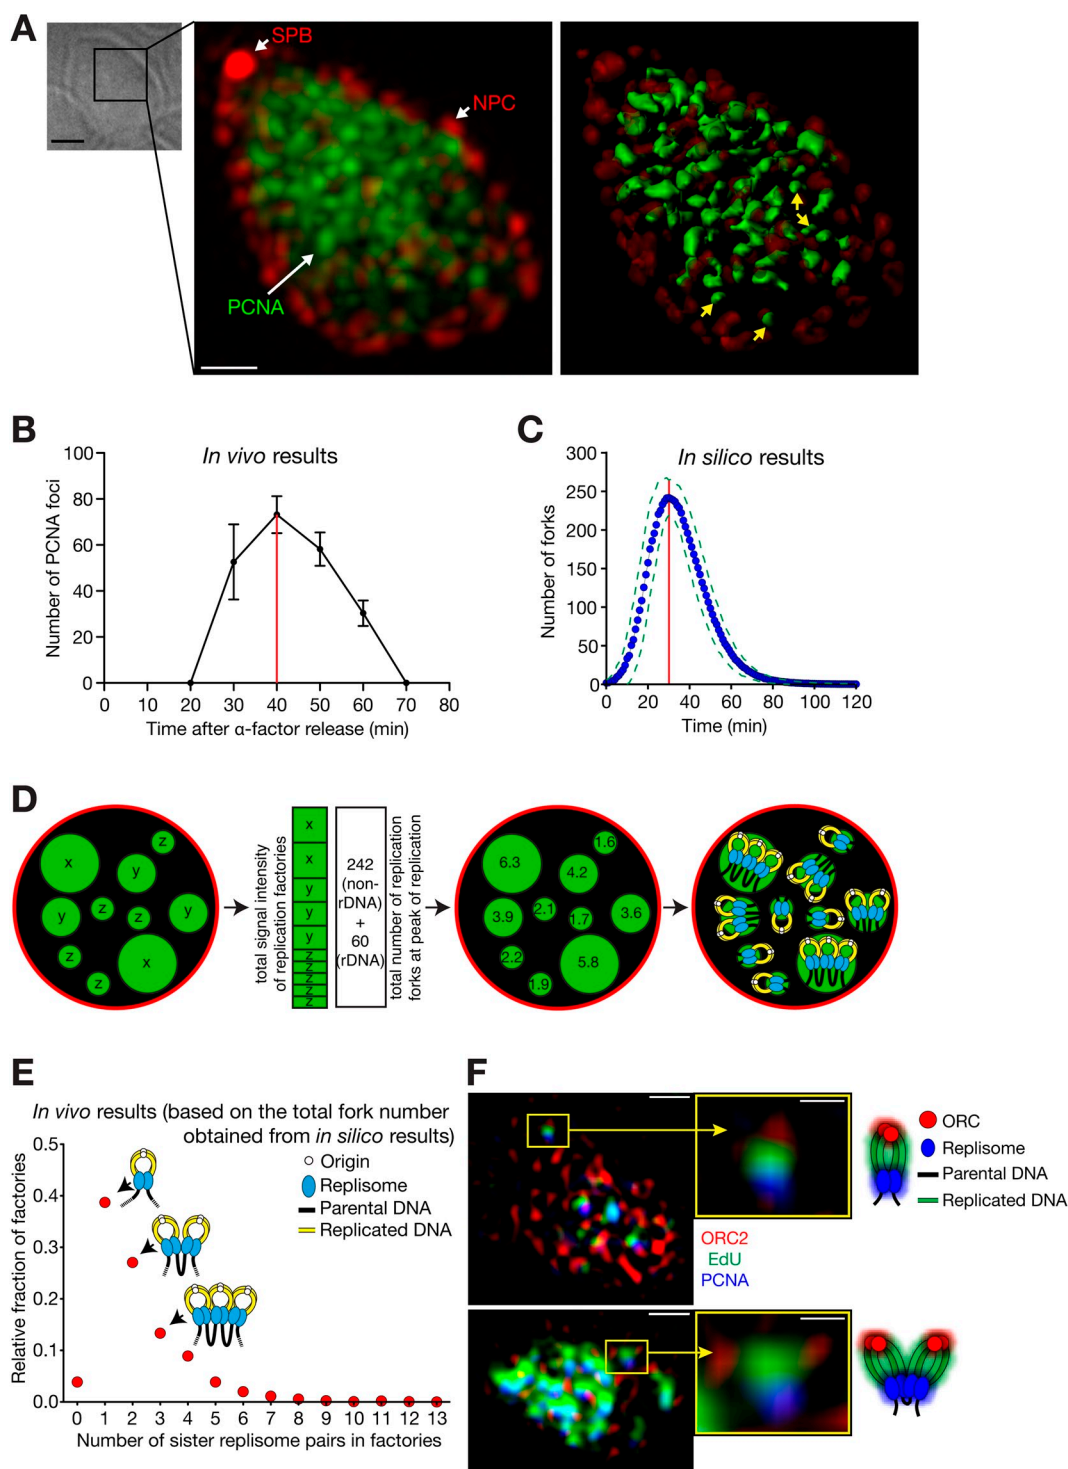 A
SPB
NPC
PCNA
B
In vivo results
Number of PCNA foci
100
80
60
40
20
0
0 10 20 30 40 50 60 70 80
Time after α-factor release (min)
C
In silico results
Number of forks
300
250
200
150
100
50
0
0 20 40 60 80 100 120
Time (min)
D
x
z
y
y
z
z
y
z
z
x
total signal intensity
of replication factories
x
x
y
y
y
z
z
z
z
z
242
(non-
rDNA)
+
60
(rDNA)
total number of replication
forks at peak of replication
6.3
1.6
4.2
3.9
2.1
1.7
3.6
2.2
5.8
1.9
E
In vivo results (based on the total fork number
obtained from in silico results)
Relative fraction of factories
0.5
0.4
0.3
0.2
0.1
0.0
0 1 2 3 4 5 6 7 8 9 10 11 12 13
Number of sister replisome pairs in factories
Origin
Replisome
Parental DNA
Replicated DNA
F
ORC2
EdU
PCNA
ORC
Replisome
Parental DNA
Replicated DNA